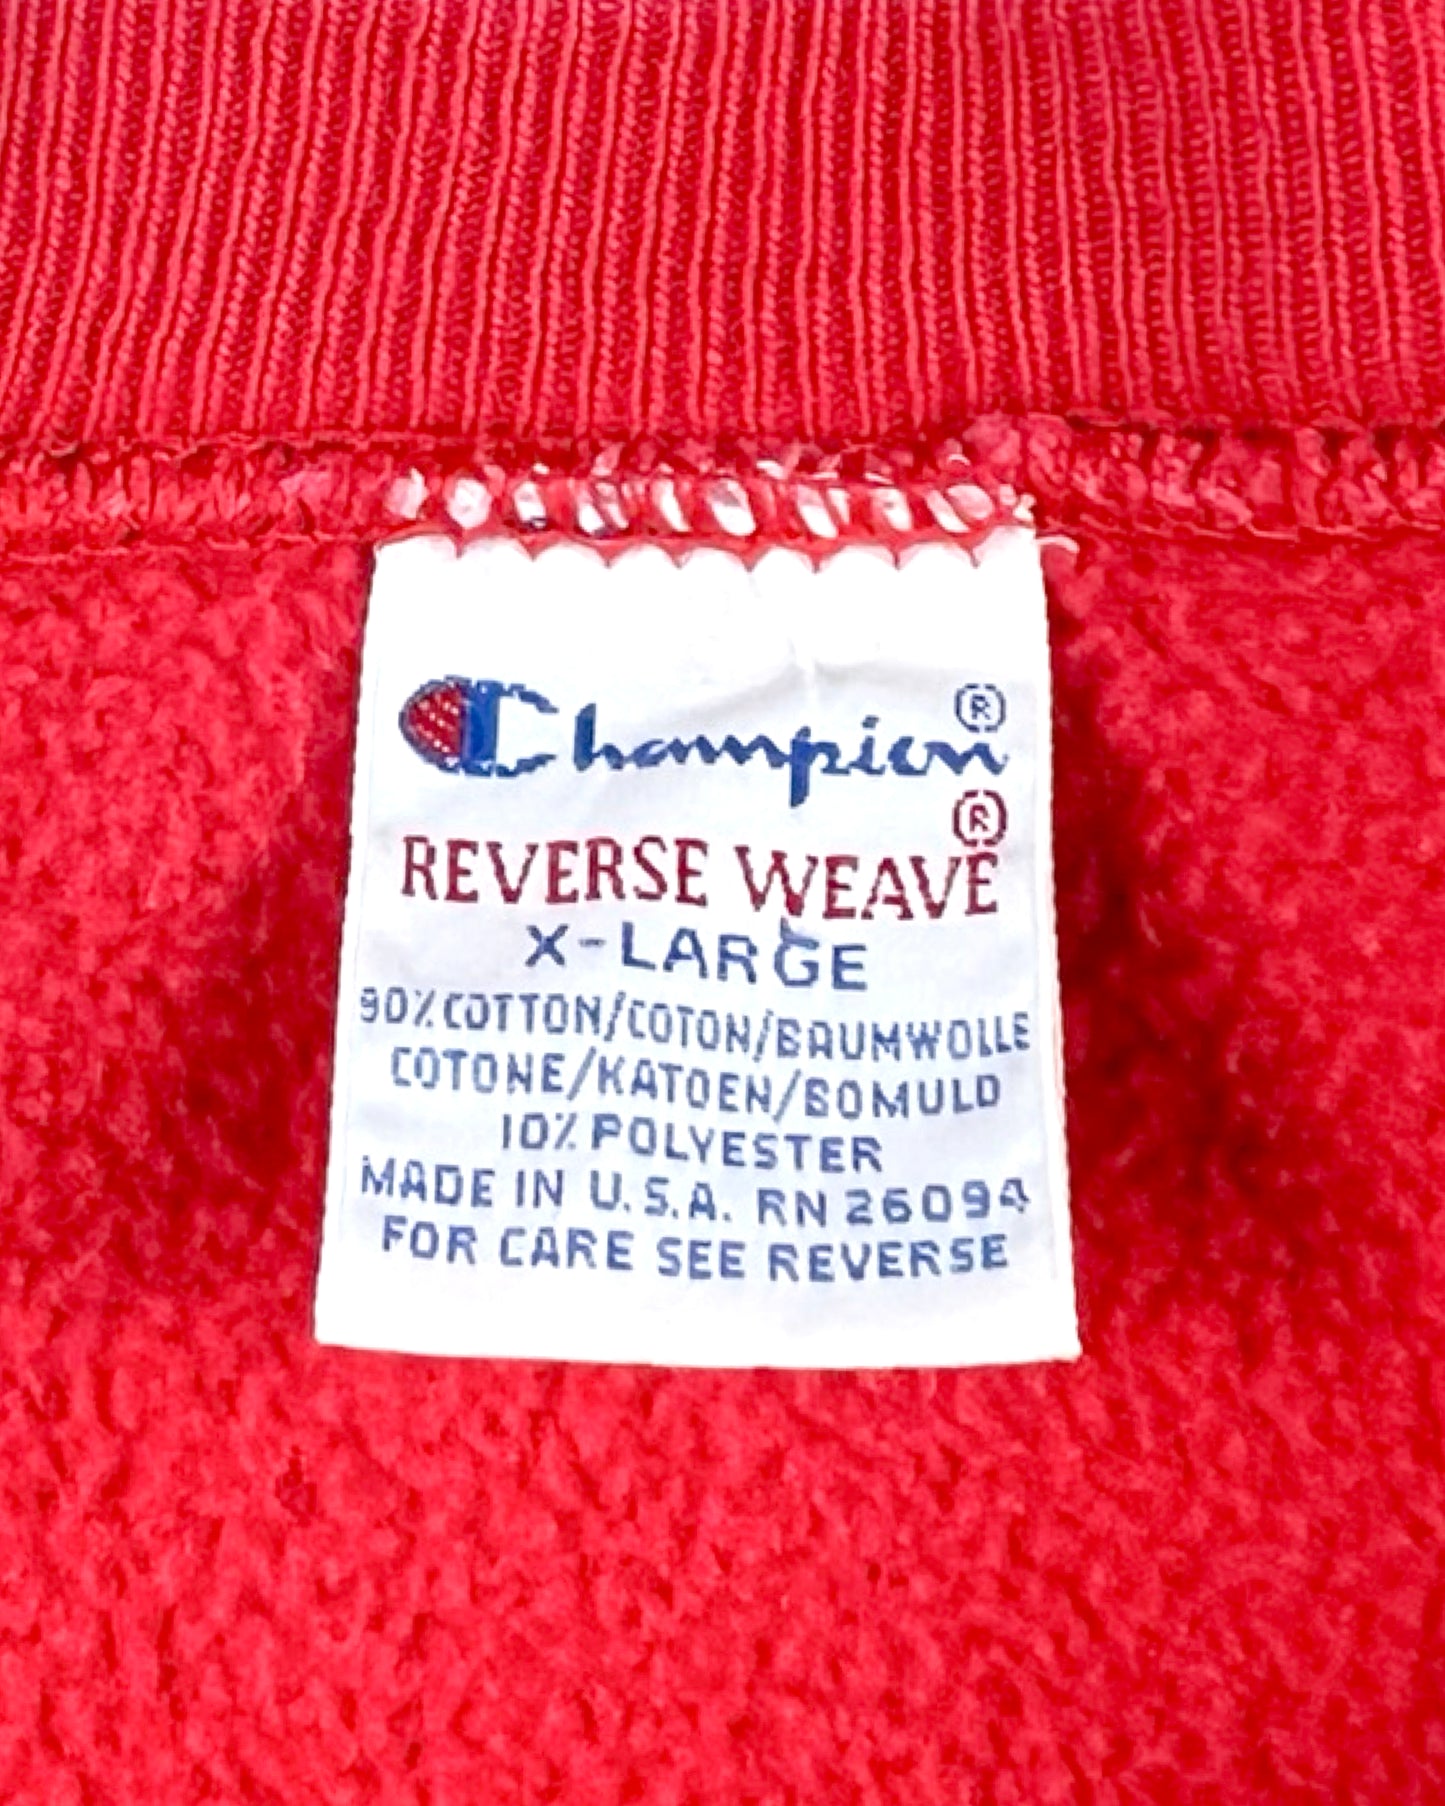 Champion ®
REVERSE WEAVE ®
X-LARGE
90% COTTON/COTON/BAUMWOLLE
COTONE/KATOEN/BOMULD
10% POLYESTER
MADE IN U.S.A. RN 26094
FOR CARE SEE REVERSE